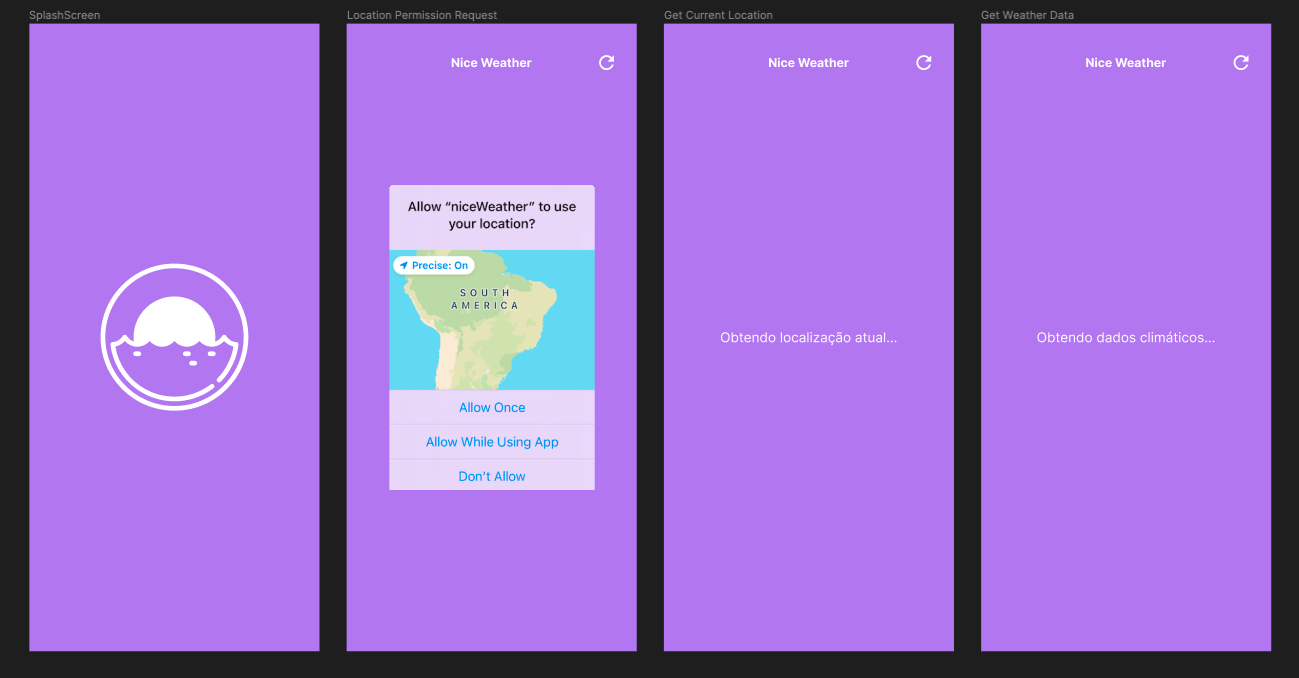 SplashScreen
Location Permission Request
Get Current Location
Get Weather Data
Nice Weather
Allow “niceWeather” to use
your location?
Precise: On
SOUTH
AMERICA
Allow Once
Allow While Using App
Don’t Allow
Nice Weather
Obtendo localização atual...
Nice Weather
Obtendo dados climáticos...